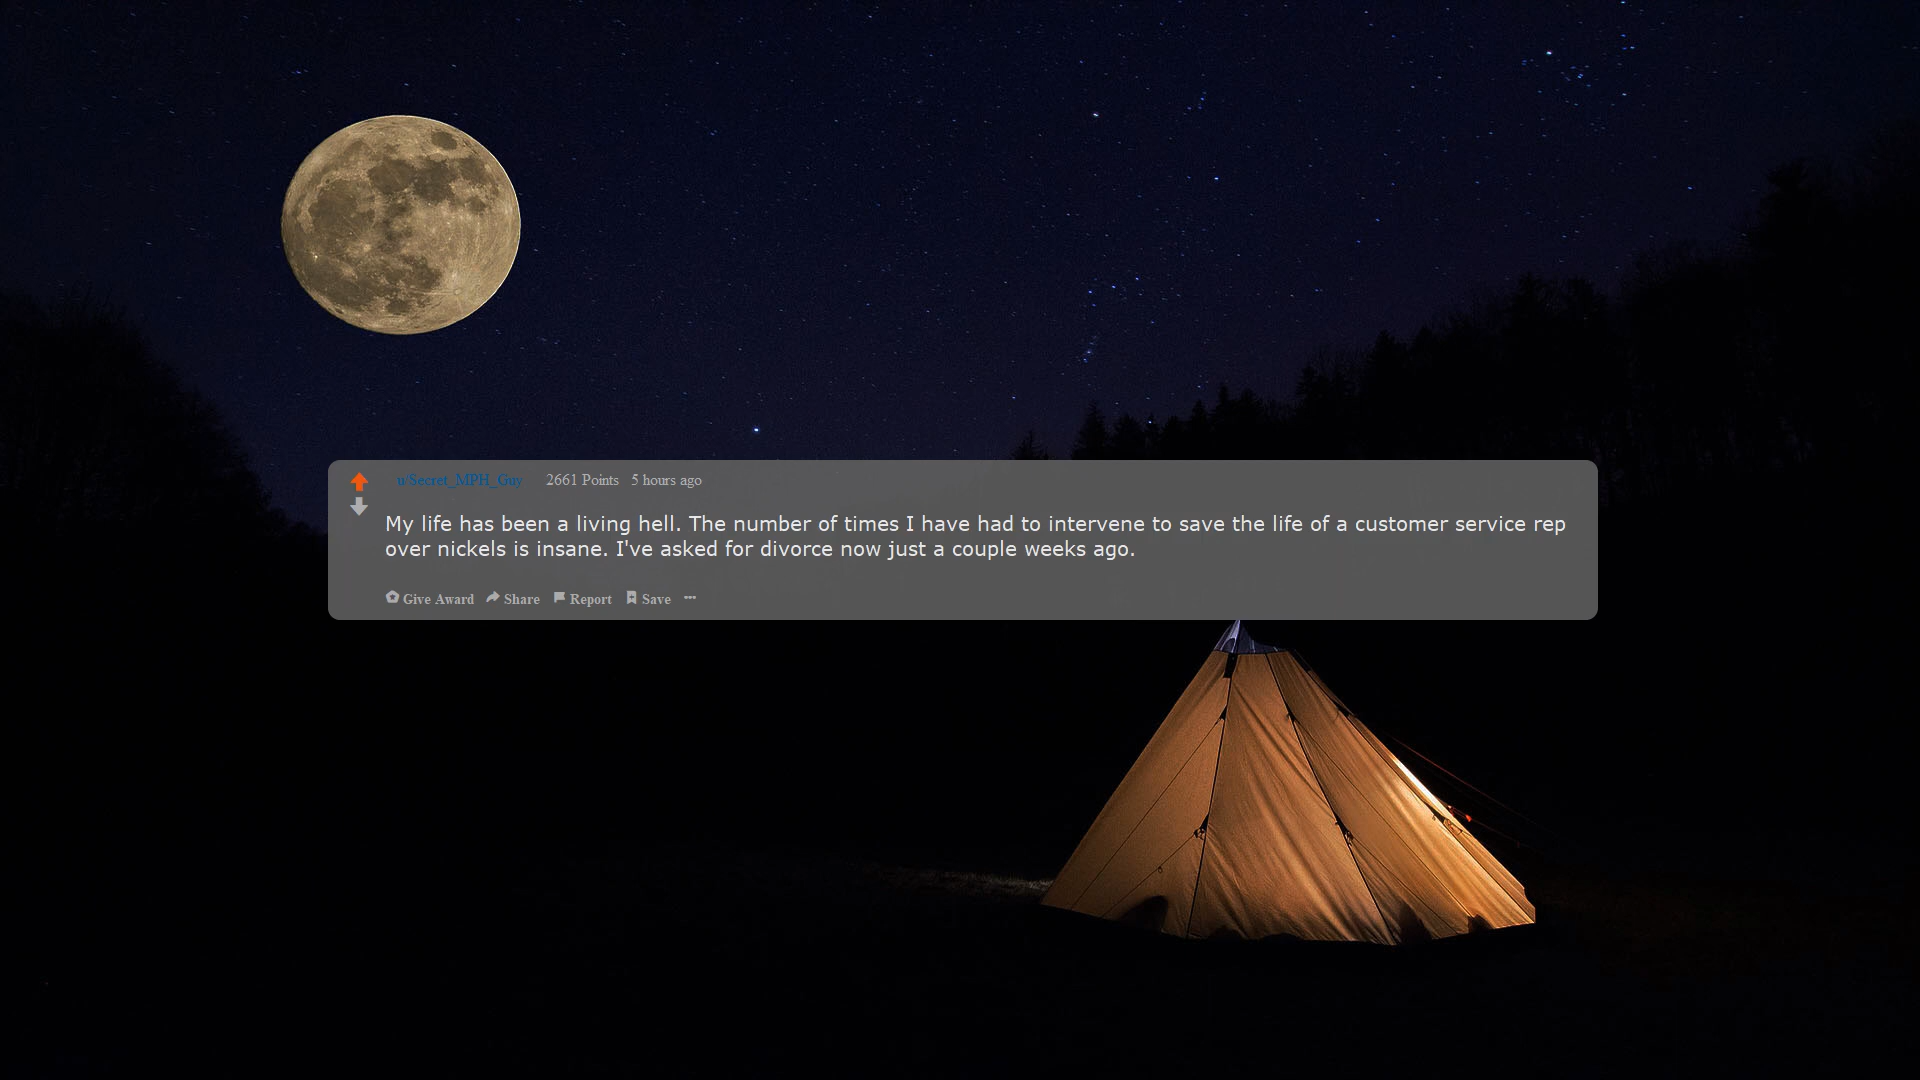 u/Secret_MPH_Guy 2661 Points 5 hours ago
My life has been a living hell. The number of times I have had to intervene to save the life of a customer service rep
over nickels is insane. I've asked for divorce now just a couple weeks ago.
Give Award Share Report Save ···